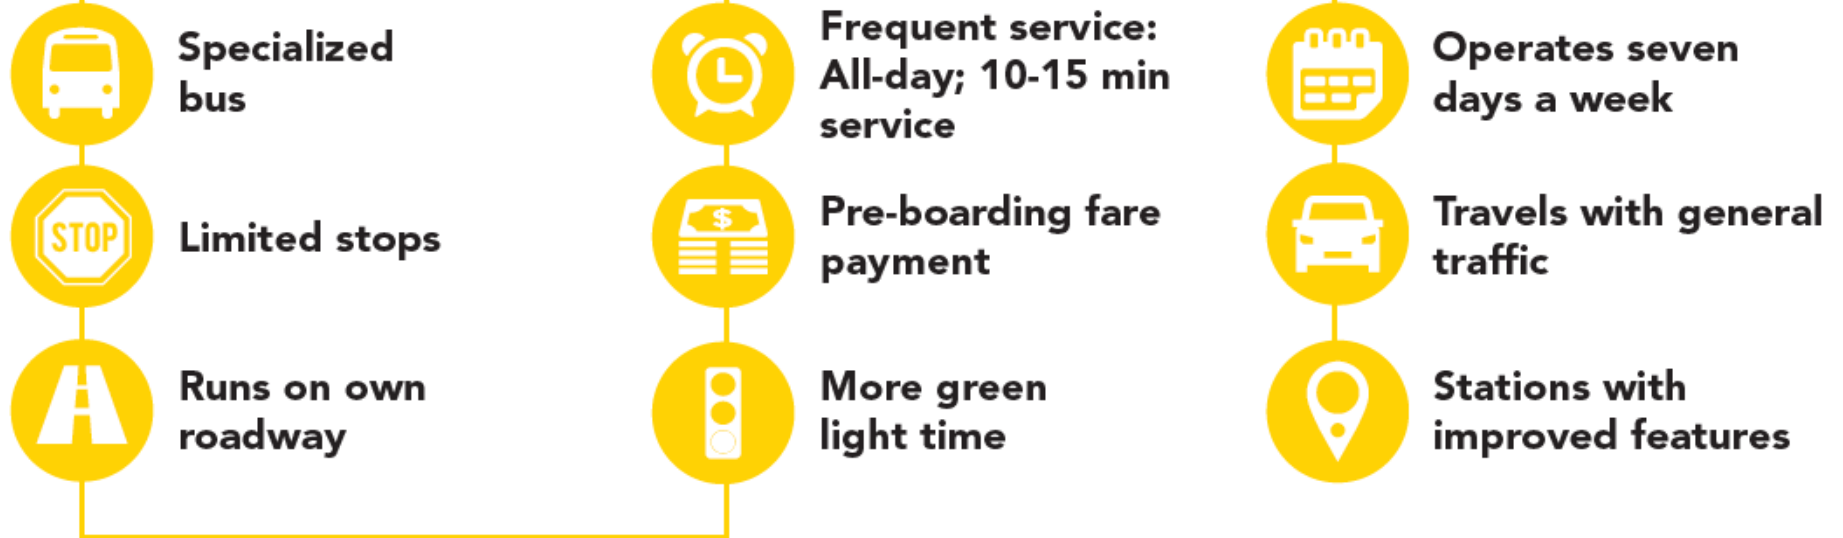 Specialized
bus
STOP
Limited stops
Runs on own
roadway
Frequent service:
All-day; 10-15 min
service
$
Pre-boarding fare
payment
More green
light time
Operates seven
days a week
Travels with general
traffic
Stations with
improved features